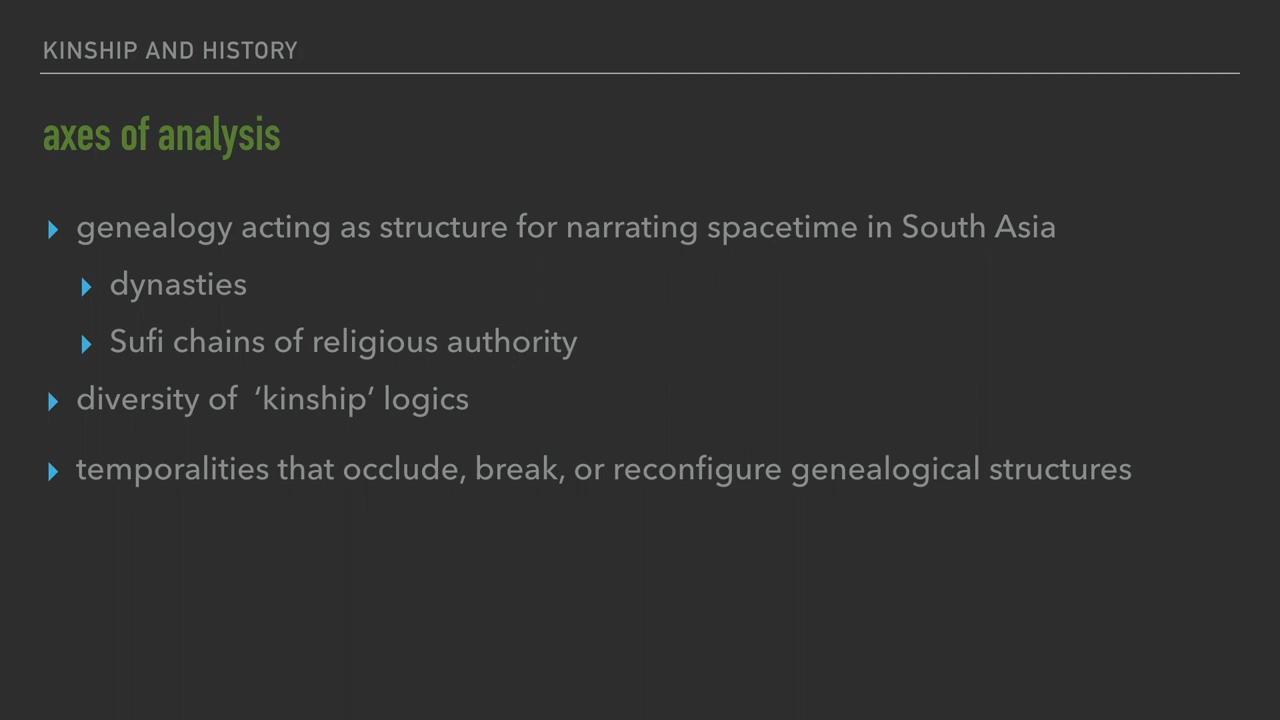 KINSHIP AND HISTORY
axes of analysis
genealogy acting as structure for narrating spacetime in South Asia
dynasties
Sufi chains of religious authority
diversity of ‘kinship’ logics
temporalities that occlude, break, or reconfigure genealogical structures